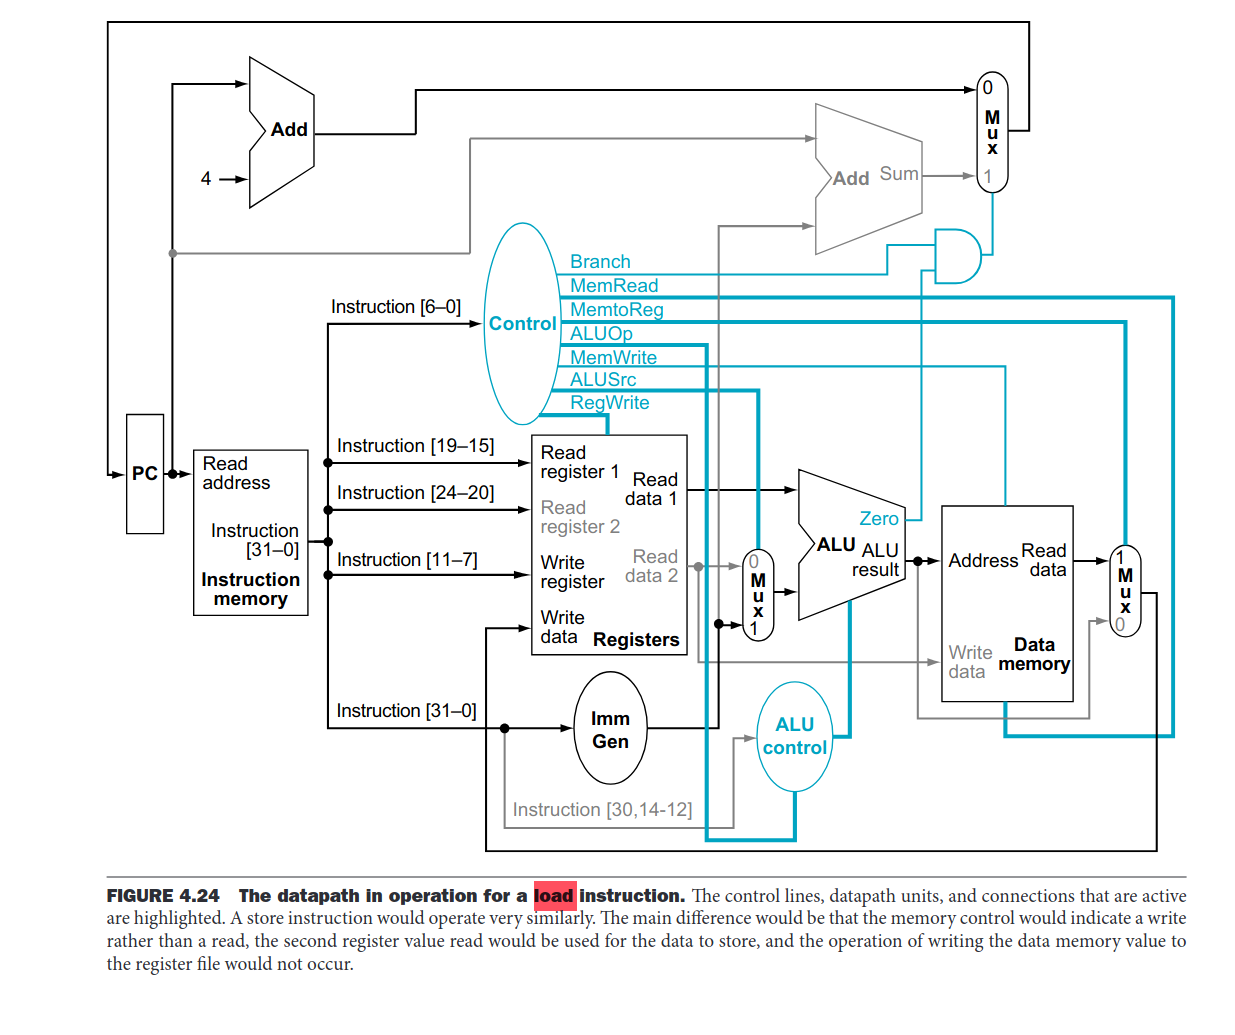 0
M
u
x
1
Add
4
Add Sum
Branch
MemRead
MemtoReg
ALUOp
MemWrite
ALUSrc
RegWrite
Control
Instruction [6–0]
Instruction [19–15]
Instruction [24–20]
Instruction [11–7]
Instruction [31–0]
PC
Read
address
Instruction
[31–0]
Instruction
memory
Read
register 1
Read
register 2
Write
register
Write
data
Read
data 1
Read
data 2
Registers
0
M
u
x
1
Zero
ALU
ALU
result
Address
Read
data
Write
data
Data
memory
1
M
u
x
0
Imm
Gen
ALU
control
Instruction [30,14-12]
FIGURE 4.24 The datapath in operation for a load instruction. The control lines, datapath units, and connections that are active
are highlighted. A store instruction would operate very similarly. The main difference would be that the memory control would indicate a write
rather than a read, the second register value read would be used for the data to store, and the operation of writing the data memory value to
the register file would not occur.